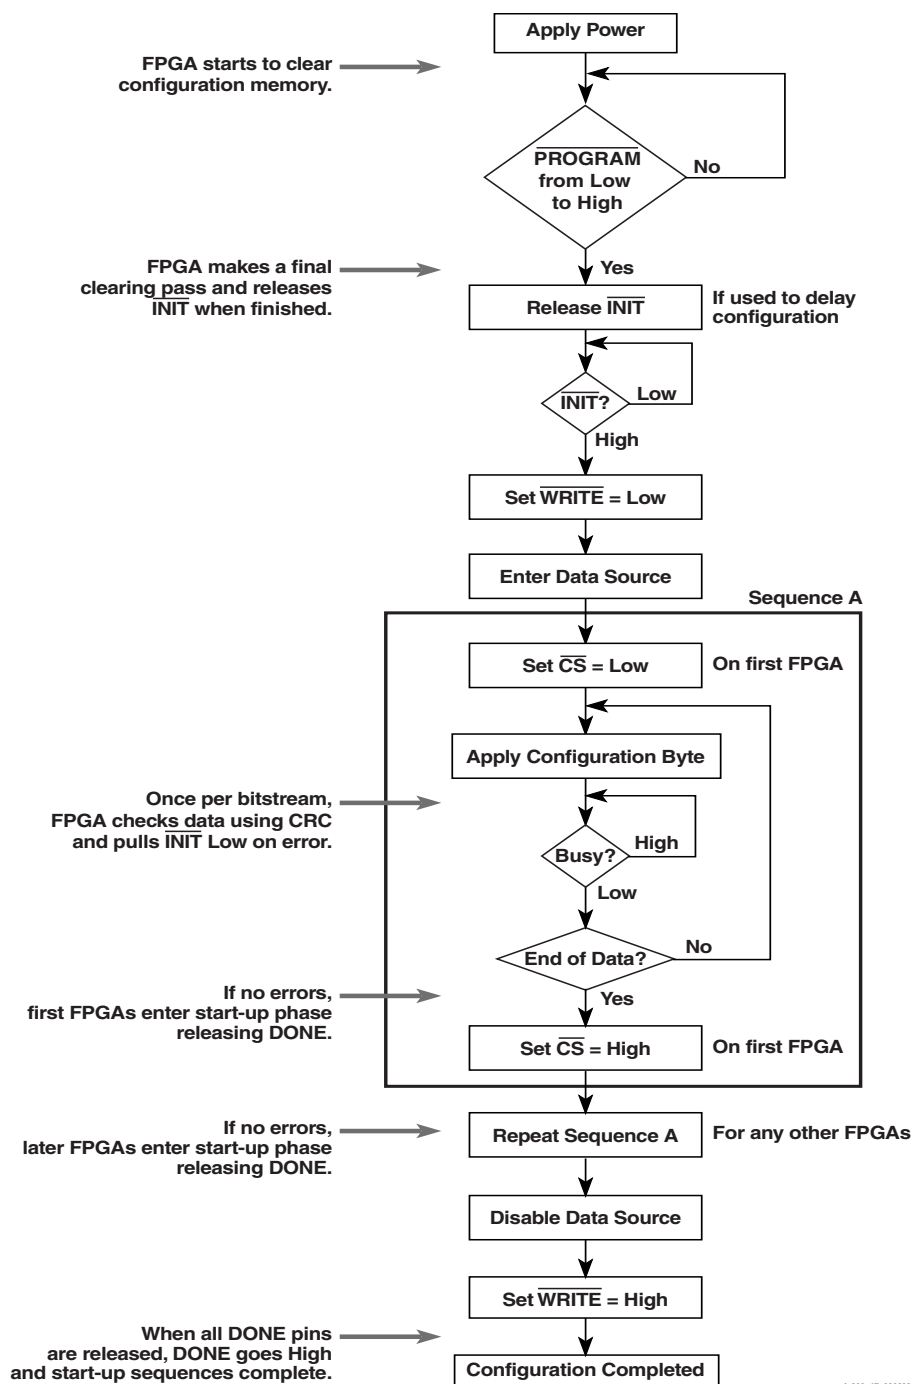 Apply Power
FPGA starts to clear
configuration memory.
PROGRAM
from Low
to High
No
Yes
FPGA makes a final
clearing pass and releases
INIT when finished.
Release INIT
If used to delay
configuration
INIT?
Low
High
Set WRITE = Low
Enter Data Source
Sequence A
Set CS = Low
On first FPGA
Apply Configuration Byte
Once per bitstream,
FPGA checks data using CRC
and pulls INIT Low on error.
Busy?
High
Low
End of Data?
No
Yes
If no errors,
first FPGAs enter start-up phase
releasing DONE.
Set CS = High
On first FPGA
If no errors,
later FPGAs enter start-up phase
releasing DONE.
Repeat Sequence A
For any other FPGAs
Disable Data Source
Set WRITE = High
When all DONE pins
are released, DONE goes High
and start-up sequences complete.
Configuration Completed